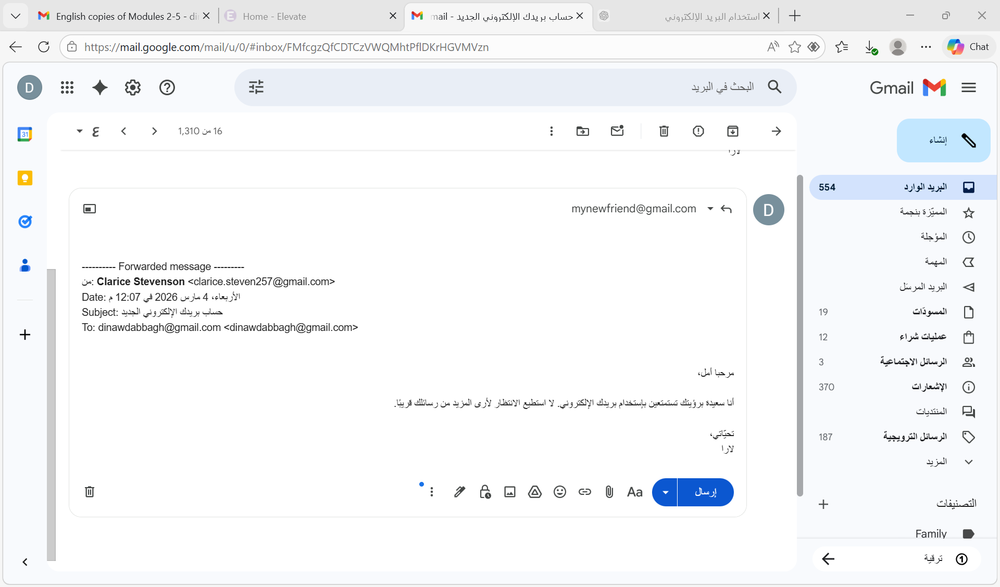 English copies of Modules 2-5 - di
Home - Elevate
حساب بريدك الإلكتروني الجديد - mail
استخدام البريد الإلكتروني
https://mail.google.com/mail/u/0/#inbox/FMfcgzQfCDTCzVWQMhtPflDKrHGVMVzn
Chat
D
البحث في البريد
Gmail
ع
16 من 1,310
لارا
إنشاء
البريد الوارد 554
المميّزة بنجمة
المؤجلة
المهمة
البريد المرسَل
المسودّات 19
عمليات شراء 12
الرسائل الاجتماعية 3
الإشعارات 370
المنتديات
الرسائل الترويجية 187
المزيد
التصنيفات
Family
ترقية
31
mynewfriend@gmail.com
D
---------- Forwarded message ---------
من: Clarice Stevenson <clarice.steven257@gmail.com>
Date: الأربعاء، 4 مارس 2026 في 12:07 م
Subject: حساب بريدك الإلكتروني الجديد
To: dinawdabbagh@gmail.com <dinawdabbagh@gmail.com>
مرحبا أمل،
أنا سعيدة برؤيتك تستمتعين بإستخدام بريدك الإلكتروني. لا استطيع الانتظار لأرى المزيد من رسائلك قريبًا.
تحيّاتي،
لارا
Aa
إرسال